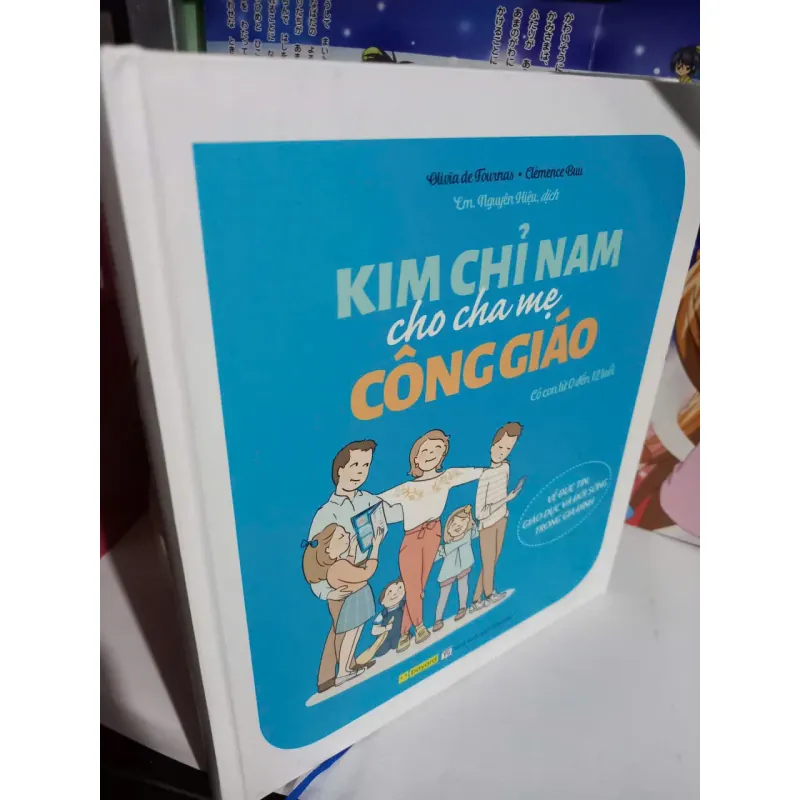 Olivia de Fournas • Clémence Buu
Em. Nguyên Hiệu, dịch
KIM CHỈ NAM
cho cha mẹ
CÔNG GIÁO
Có con từ 0 đến 12 tuổi
VỀ ĐỨC TIN,
GIÁO DỤC VÀ ĐỜI SỐNG
TRONG GIA ĐÌNH